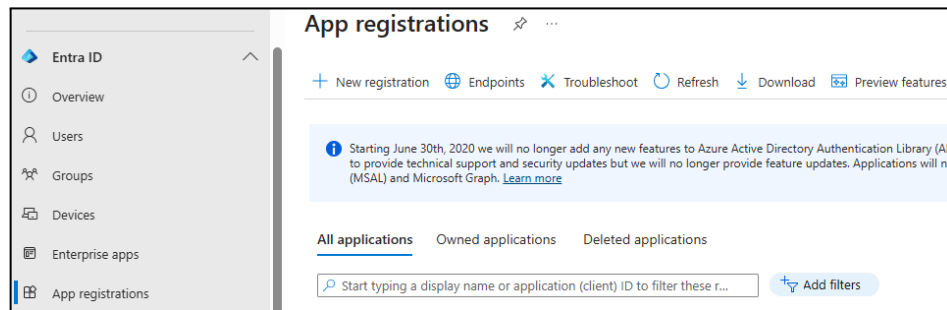 App registrations
Entra ID
Overview
Users
Groups
Devices
Enterprise apps
App registrations
New registration
Endpoints
Troubleshoot
Refresh
Download
Preview features
Starting June 30th, 2020 we will no longer add any new features to Azure Active Directory Authentication Library (
to provide technical support and security updates but we will no longer provide feature updates. Applications will
(MSAL) and Microsoft Graph. Learn more
All applications
Owned applications
Deleted applications
Start typing a display name or application (client) ID to filter these r...
Add filters